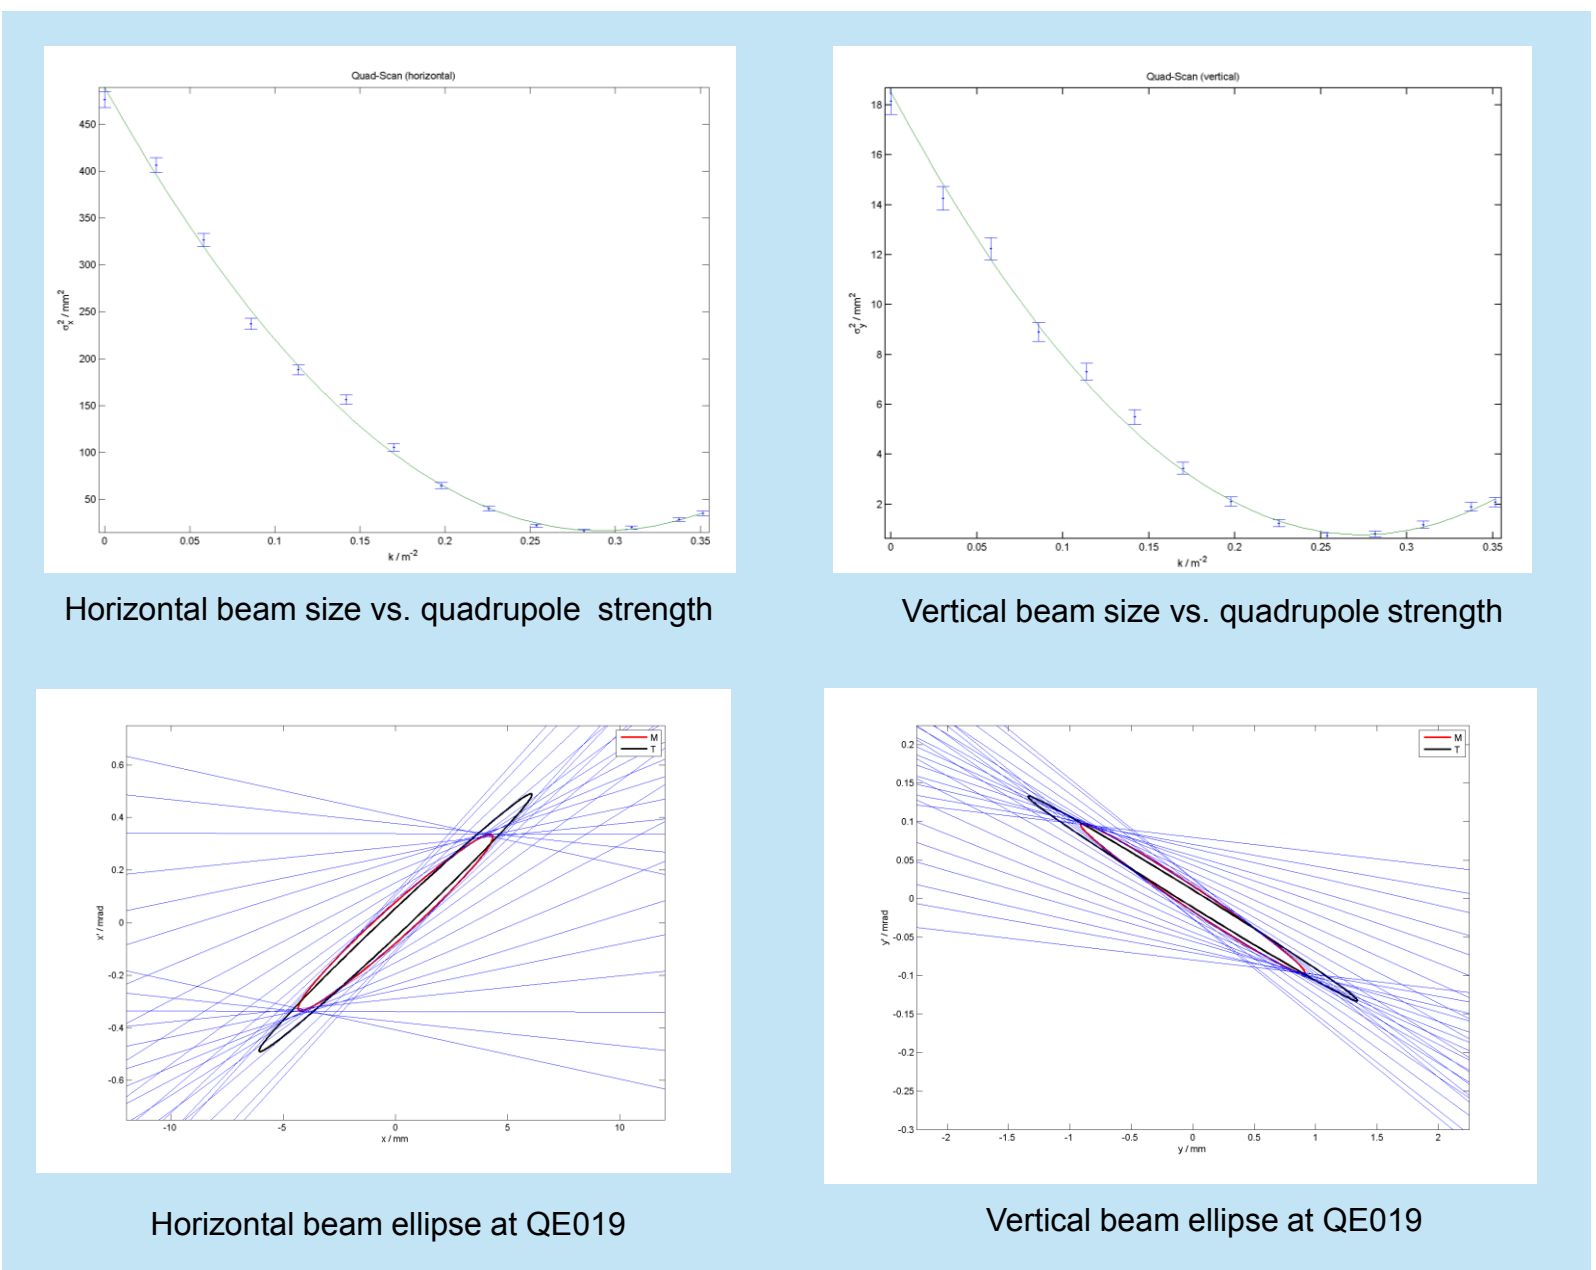 Quad-Scan (horizontal)
σx² / mm²
450
400
350
300
250
200
150
100
50
0 0.05 0.1 0.15 0.2 0.25 0.3 0.35
k / m⁻²
Horizontal beam size vs. quadrupole strength
Quad-Scan (vertical)
σy² / mm²
18
16
14
12
10
8
6
4
2
0 0.05 0.1 0.15 0.2 0.25 0.3 0.35
k / m⁻²
Vertical beam size vs. quadrupole strength
M
T
x' / mrad
0.6
0.4
0.2
0
-0.2
-0.4
-0.6
-10 -5 0 5 10
x / mm
Horizontal beam ellipse at QE019
M
T
y' / mrad
0.2
0.15
0.1
0.05
0
-0.05
-0.1
-0.15
-0.2
-0.25
-0.3
-2 -1.5 -1 -0.5 0 0.5 1 1.5 2
y / mm
Vertical beam ellipse at QE019